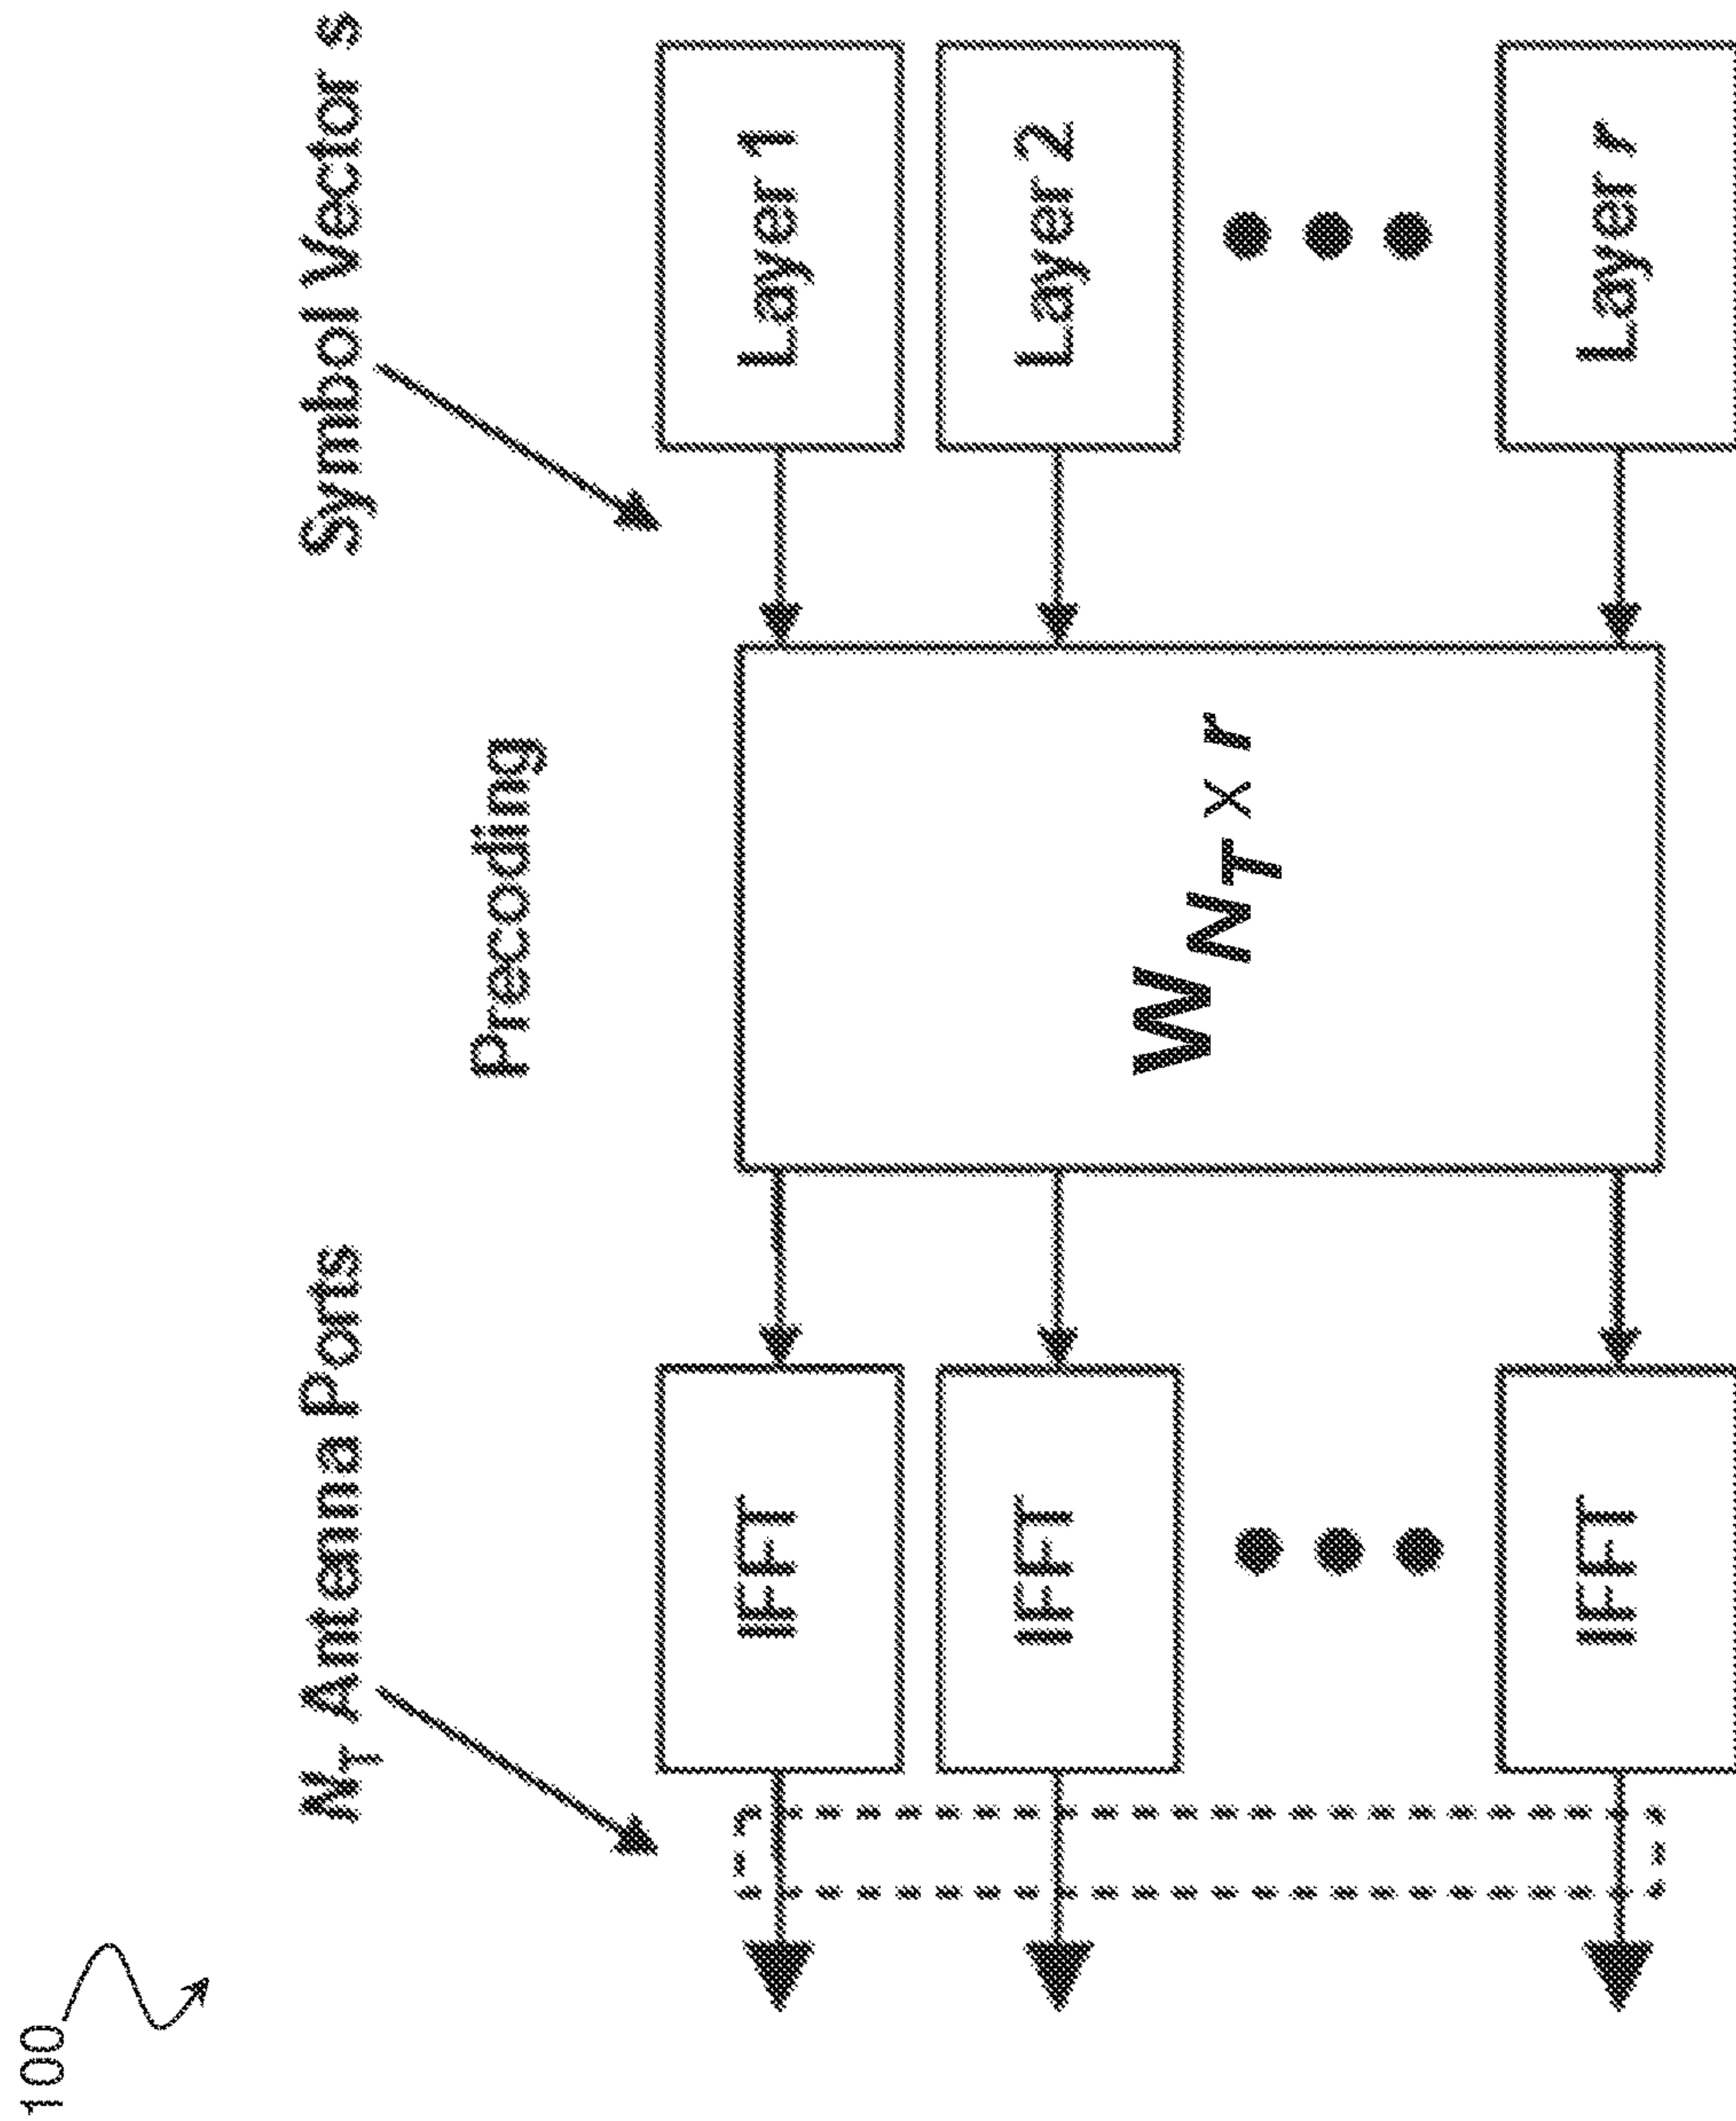 100
N_T Antenna Ports
Precoding
Symbol Vector s
IFFT
W_{N_T x r}
Layer 1
IFFT
Layer 2
IFFT
Layer r